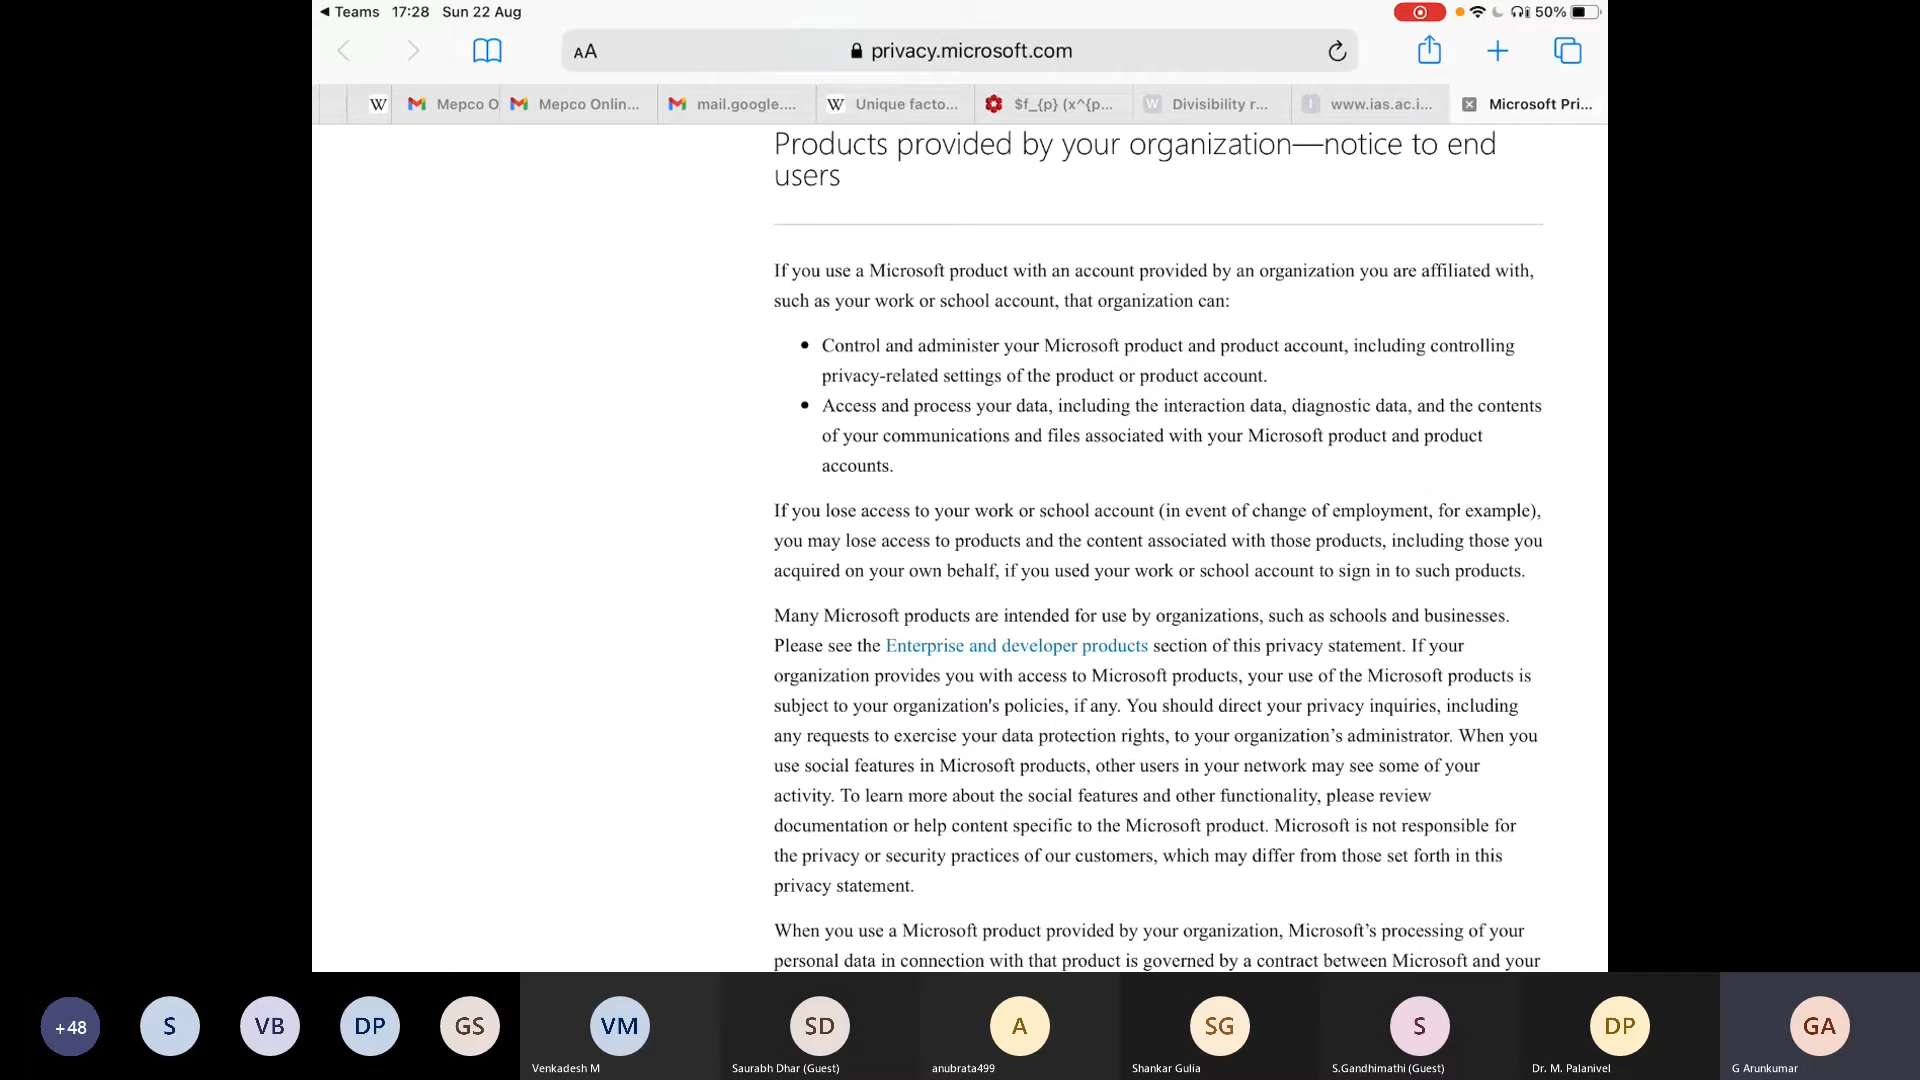 Teams 17:28 Sun 22 Aug
50%
AA
privacy.microsoft.com
W
Mepco O
Mepco Onlin...
mail.google....
W Unique facto...
$f_{p} (x^{p...
W Divisibility r...
I www.ias.ac.i...
Microsoft Pri...
Products provided by your organization—notice to end
users
If you use a Microsoft product with an account provided by an organization you are affiliated with,
such as your work or school account, that organization can:
• Control and administer your Microsoft product and product account, including controlling
privacy-related settings of the product or product account.
• Access and process your data, including the interaction data, diagnostic data, and the contents
of your communications and files associated with your Microsoft product and product
accounts.
If you lose access to your work or school account (in event of change of employment, for example),
you may lose access to products and the content associated with those products, including those you
acquired on your own behalf, if you used your work or school account to sign in to such products.
Many Microsoft products are intended for use by organizations, such as schools and businesses.
Please see the Enterprise and developer products section of this privacy statement. If your
organization provides you with access to Microsoft products, your use of the Microsoft products is
subject to your organization's policies, if any. You should direct your privacy inquiries, including
any requests to exercise your data protection rights, to your organization’s administrator. When you
use social features in Microsoft products, other users in your network may see some of your
activity. To learn more about the social features and other functionality, please review
documentation or help content specific to the Microsoft product. Microsoft is not responsible for
the privacy or security practices of our customers, which may differ from those set forth in this
privacy statement.
When you use a Microsoft product provided by your organization, Microsoft’s processing of your
personal data in connection with that product is governed by a contract between Microsoft and your
+48
S
VB
DP
GS
VM
SD
A
SG
S
DP
GA
Venkadesh M
Saurabh Dhar (Guest)
anubrata499
Shankar Gulia
S.Gandhimathi (Guest)
Dr. M. Palanivel
G Arunkumar